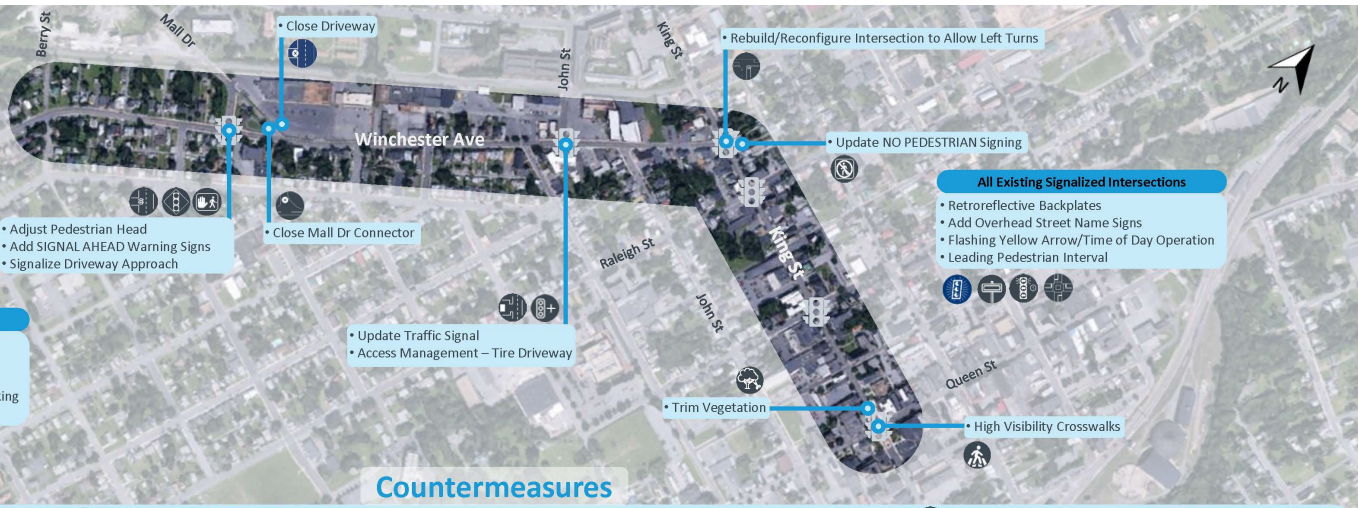 Berry St
Mall Dr
• Close Driveway
John St
King St
• Rebuild/Reconfigure Intersection to Allow Left Turns
N
Winchester Ave
• Update NO PEDESTRIAN Signing
All Existing Signalized Intersections
• Retroreflective Backplates
• Add Overhead Street Name Signs
• Flashing Yellow Arrow/Time of Day Operation
• Leading Pedestrian Interval
• Adjust Pedestrian Head
• Add SIGNAL AHEAD Warning Signs
• Signalize Driveway Approach
• Close Mall Dr Connector
Raleigh St
King St
John St
• Update Traffic Signal
• Access Management – Tire Driveway
Queen St
• Trim Vegetation
• High Visibility Crosswalks
Countermeasures